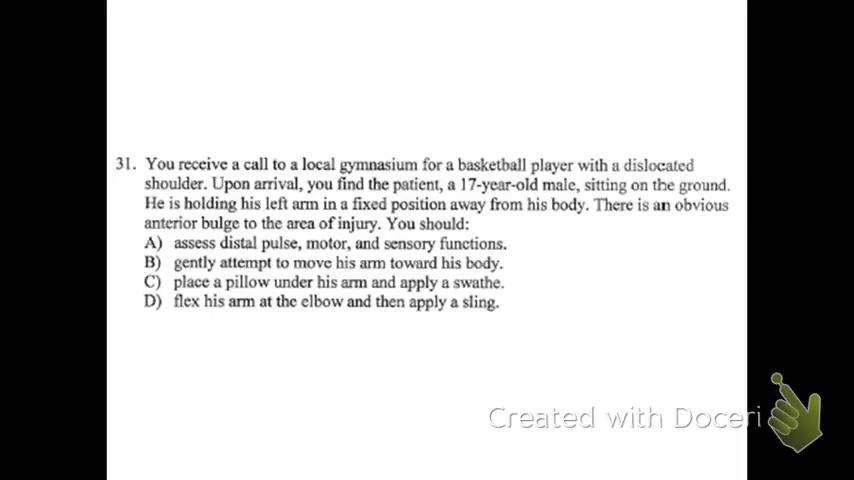 31. You receive a call to a local gymnasium for a basketball player with a dislocated
shoulder. Upon arrival, you find the patient, a 17-year-old male, sitting on the ground.
He is holding his left arm in a fixed position away from his body. There is an obvious
anterior bulge to the area of injury. You should:
A) assess distal pulse, motor, and sensory functions.
B) gently attempt to move his arm toward his body.
C) place a pillow under his arm and apply a swathe.
D) flex his arm at the elbow and then apply a sling.
Created with Doceri